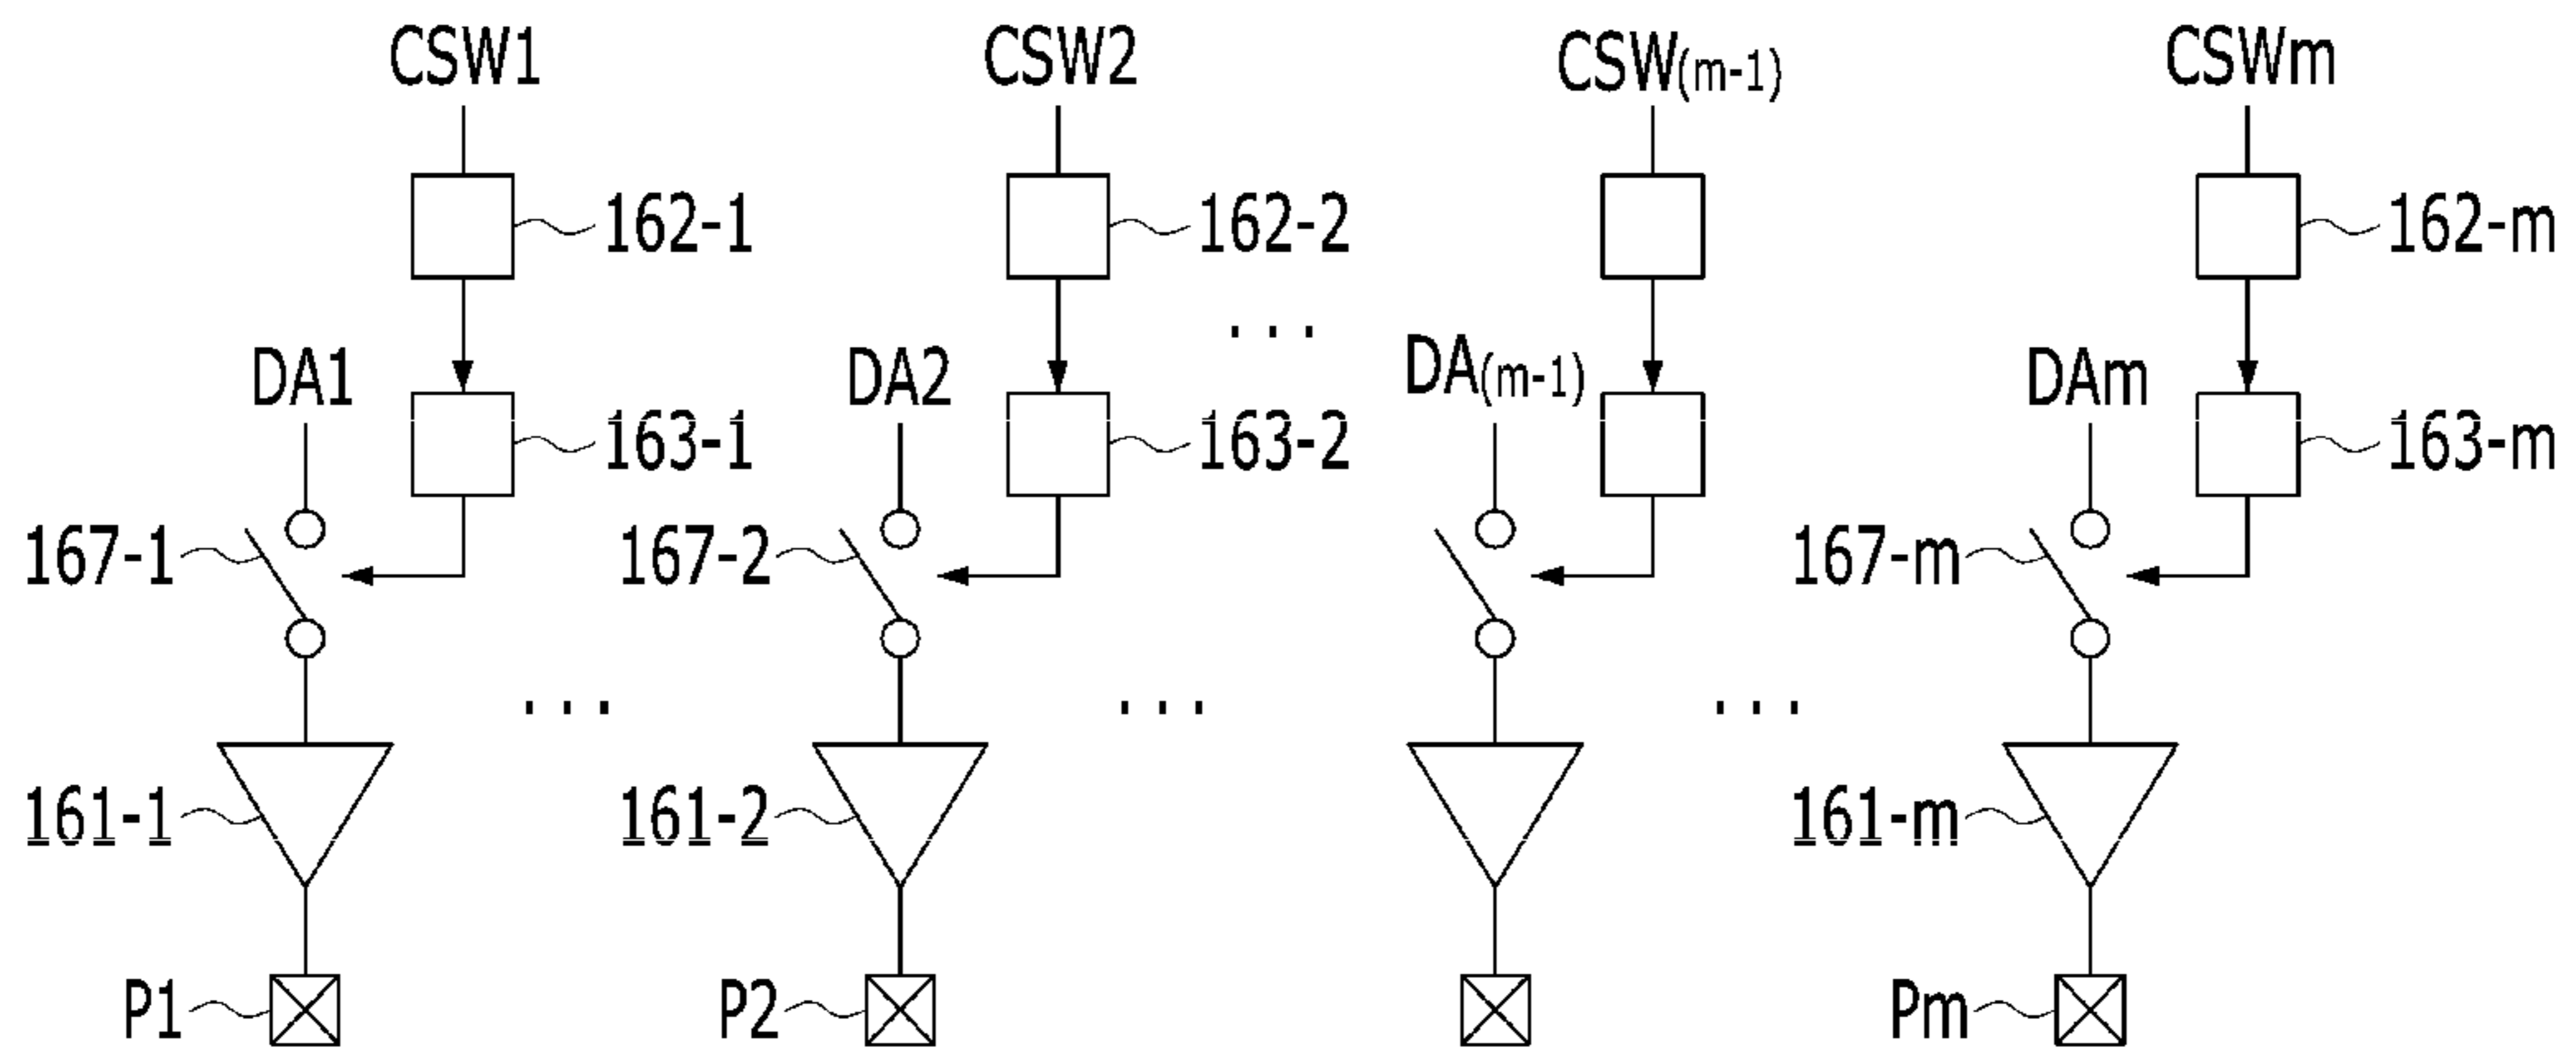 CSW1 CSW2 CSW(m-1) CSWm
162-1 162-2 162-m
. . .
DA1 DA2 DA(m-1) DAm
163-1 163-2 163-m
167-1 167-2 167-m
. . . . . . . . .
161-1 161-2 161-m
P1 P2 Pm